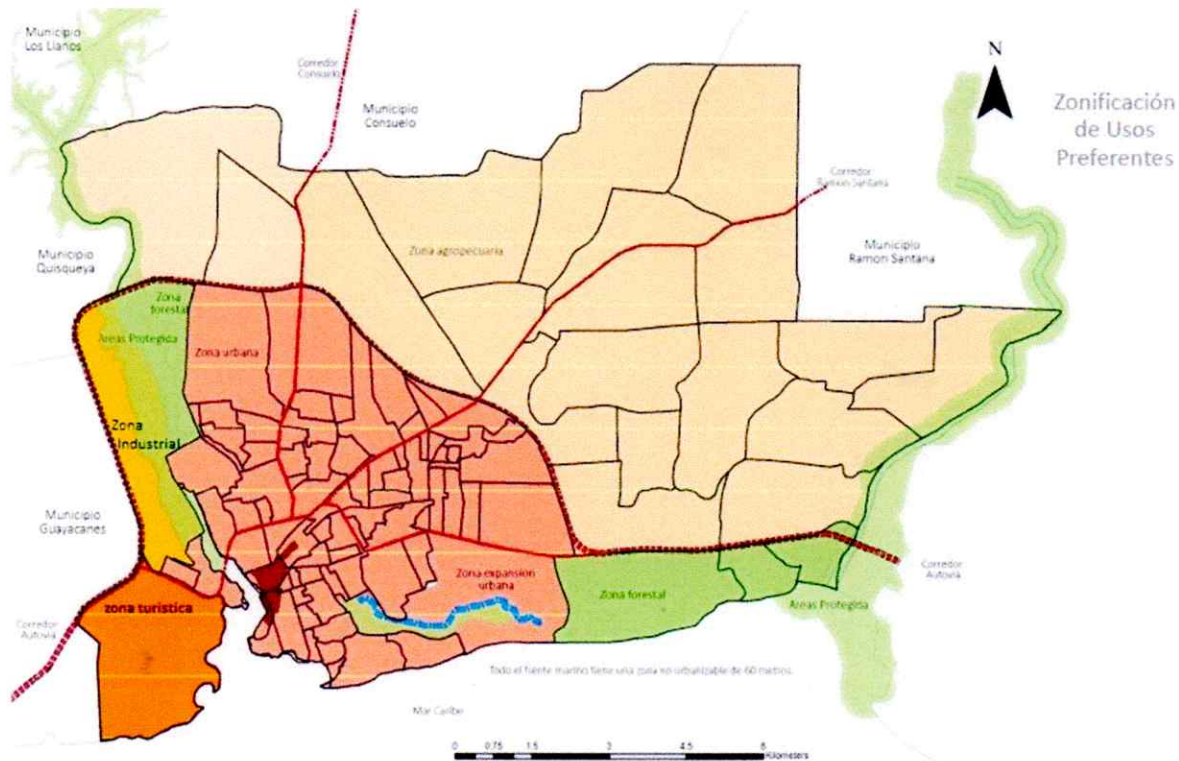 Municipio
Los Llanos
Corredor
Consuelo
Municipio
Consuelo
N
Zonificación
de Usos
Preferentes
Corredor
Ramon Santana
Zona agropecuaria
Municipio
Ramon Santana
Municipio
Quisqueya
Zona
forestal
Areas Protegida
Zona urbana
Zona
Industrial
Municipio
Guayacanes
Zona expansion
urbana
Zona forestal
Corredor
Autovia
zona turistica
Areas Protegida
Corredor
Autovia
Todo el fuente marino tiene una zona no urbanizable de 60 metros.
Mar Caribe
0 0.75 1.5 3 4.5 6
Kilometers